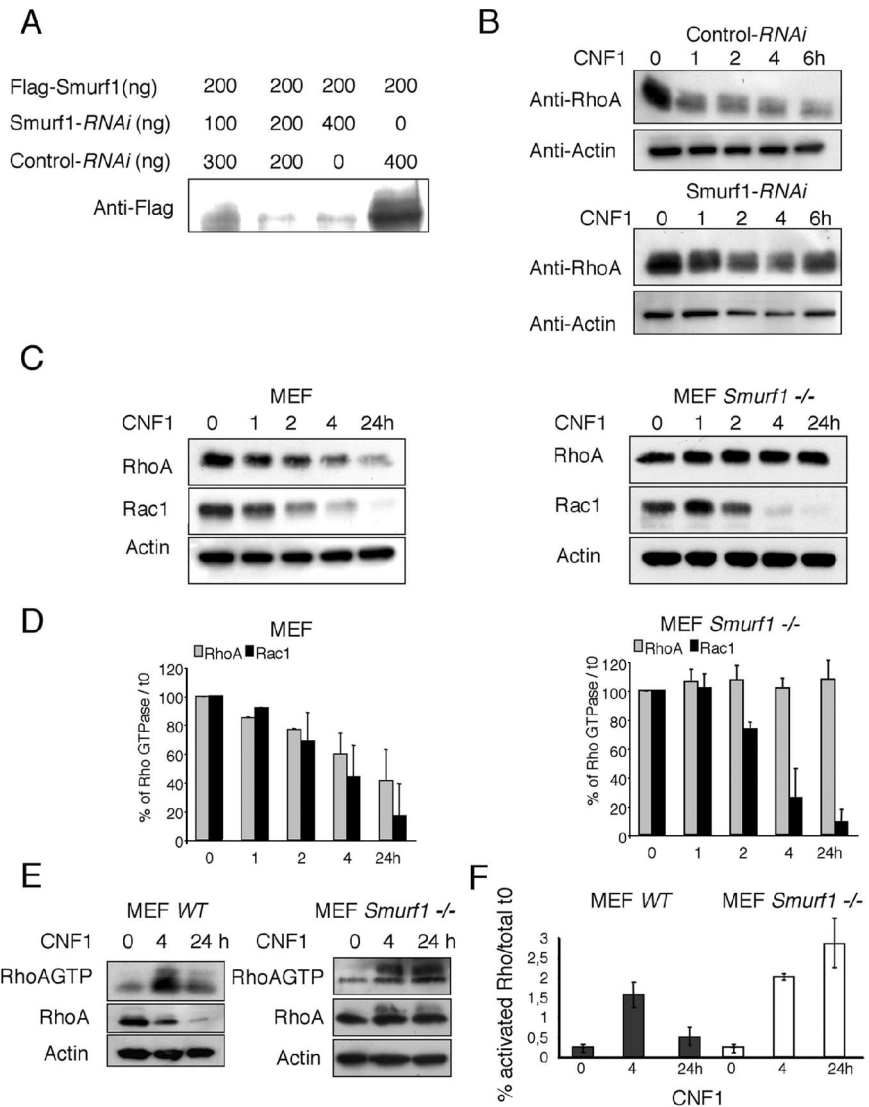 A
Flag-Smurf1(ng) 200 200 200 200
Smurf1-RNAi (ng) 100 200 400 0
Control-RNAi (ng) 300 200 0 400
Anti-Flag
B
Control-RNAi
CNF1 0 1 2 4 6h
Anti-RhoA
Anti-Actin
Smurf1-RNAi
CNF1 0 1 2 4 6h
Anti-RhoA
Anti-Actin
C
MEF
CNF1 0 1 2 4 24h
RhoA
Rac1
Actin
MEF Smurf1 -/-
CNF1 0 1 2 4 24h
RhoA
Rac1
Actin
D
MEF
RhoA Rac1
% of Rho GTPase / t0
120
100
80
60
40
20
0
0 1 2 4 24h
MEF Smurf1 -/-
RhoA Rac1
% of Rho GTPase / t0
120
100
80
60
40
20
0
0 1 2 4 24h
E
MEF WT
CNF1 0 4 24 h
RhoAGTP
RhoA
Actin
MEF Smurf1 -/-
CNF1 0 4 24 h
RhoAGTP
RhoA
Actin
F
MEF WT MEF Smurf1 -/-
% activated Rho/total t0
3
2,5
2
1,5
1
0,5
0
0 4 24h 0 4 24h
CNF1